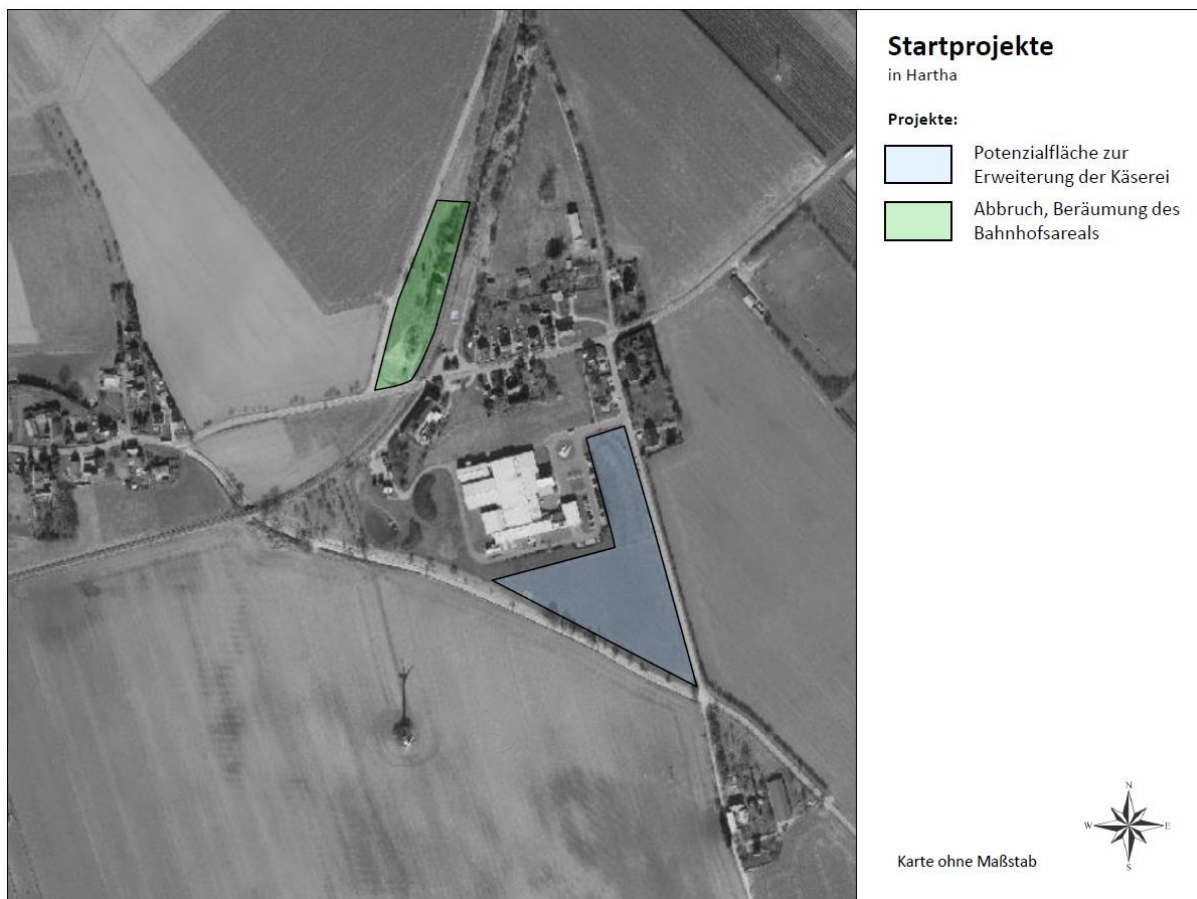 Startprojekte
in Hartha
Projekte:
Potenzialfläche zur
Erweiterung der Käserei
Abbruch, Beräumung des
Bahnhofsareals
N
W
E
S
Karte ohne Maßstab